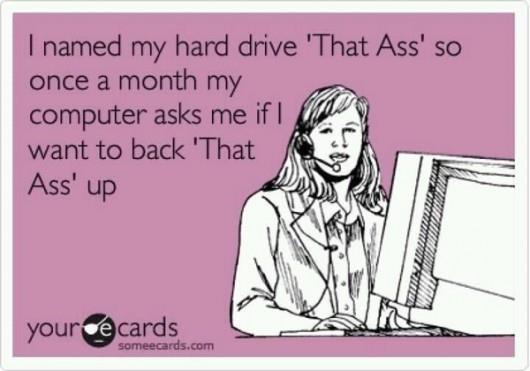 I named my hard drive 'That Ass' so
once a month my
computer asks me if I
want to back 'That
Ass' up
your e cards
someecards.com